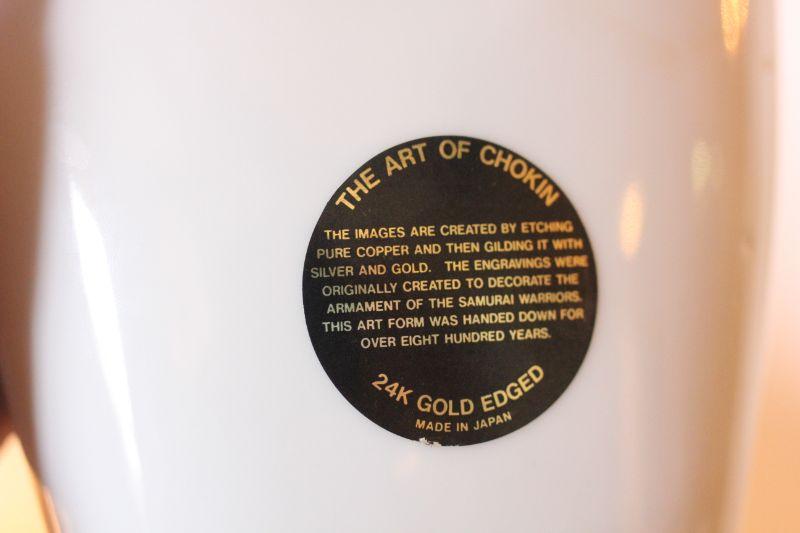 THE ART OF CHOKIN
THE IMAGES ARE CREATED BY ETCHING
PURE COPPER AND THEN GILDING IT WITH
SILVER AND GOLD. THE ENGRAVINGS WERE
ORIGINALLY CREATED TO DECORATE THE
ARMAMENT OF THE SAMURAI WARRIORS.
THIS ART FORM WAS HANDED DOWN FOR
OVER EIGHT HUNDRED YEARS.
24K GOLD EDGED
MADE IN JAPAN